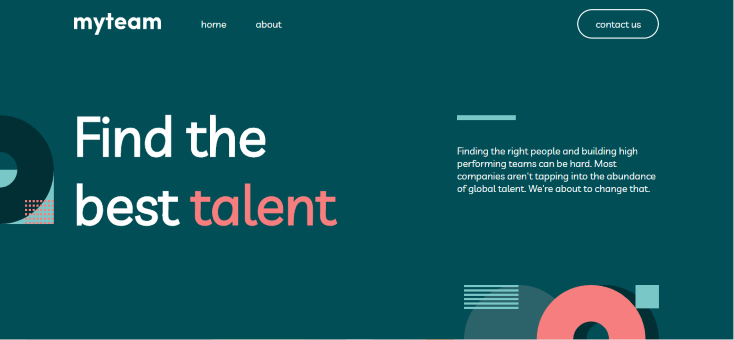 myteam
home
about
contact us
Find the
best talent
Finding the right people and building high
performing teams can be hard. Most
companies aren't tapping into the abundance
of global talent. We're about to change that.